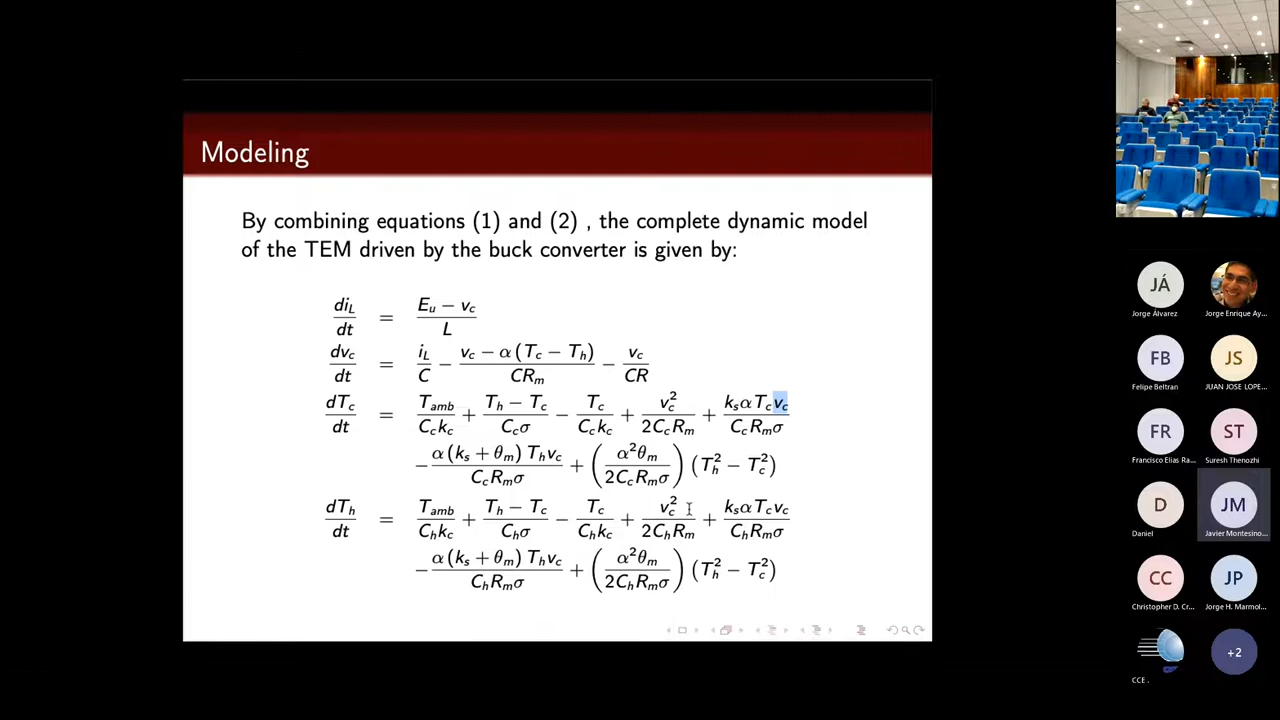 Modeling
By combining equations (1) and (2) , the complete dynamic model
of the TEM driven by the buck converter is given by:
di_L/dt = (E_u − v_c)/L
dv_c/dt = i_L/C − (v_c − α(T_c − T_h))/(CR_m) − v_c/(CR)
dT_c/dt = T_amb/(C_c k_c) + (T_h − T_c)/(C_c σ) − T_c/(C_c k_c) + v_c²/(2C_c R_m) + (k_s α T_c v_c)/(C_c R_m σ)
− (α(k_s + θ_m) T_h v_c)/(C_c R_m σ) + (α²θ_m/(2C_c R_m σ)) (T_h² − T_c²)
dT_h/dt = T_amb/(C_h k_c) + (T_h − T_c)/(C_h σ) − T_c/(C_h k_c) + v_c²/(2C_h R_m) + (k_s α T_c v_c)/(C_h R_m σ)
− (α(k_s + θ_m) T_h v_c)/(C_h R_m σ) + (α²θ_m/(2C_h R_m σ)) (T_h² − T_c²)
JÁ
Jorge Álvarez
Jorge Enrique Ay...
FB
Felipe Beltran
JS
JUAN JOSE LOPE...
FR
Francisco Elias Ra...
ST
Suresh Thenozhi
D
Daniel
JM
Javier Montesino...
CC
Christopher D. Cr...
JP
Jorge H. Marmol...
CCE .
+2